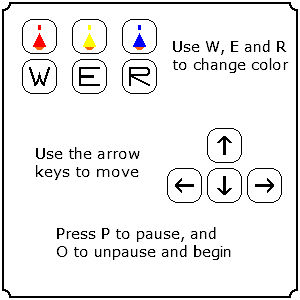 W E R
Use W, E and R
to change color
Use the arrow
keys to move
Press P to pause, and
O to unpause and begin